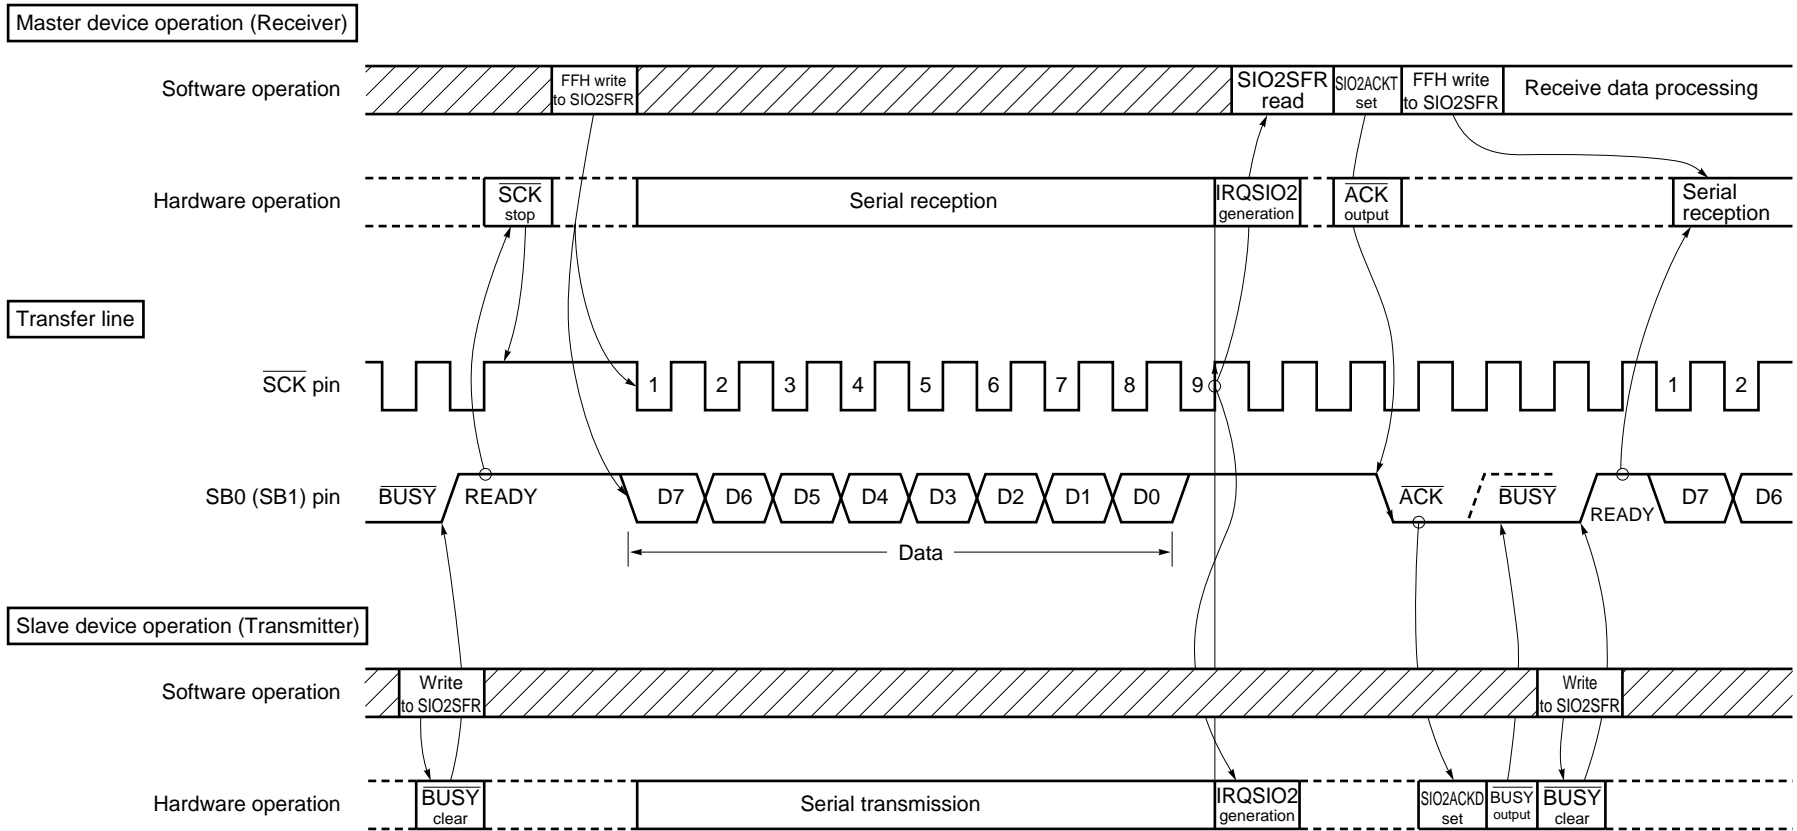 Master device operation (Receiver)
Software operation
FFH write
to SIO2SFR
SIO2SFR
read
SIO2ACKT
set
FFH write
to SIO2SFR
Receive data processing
Hardware operation
SCK
stop
Serial reception
IRQSIO2
generation
ACK
output
Serial
reception
Transfer line
SCK pin
1 2 3 4 5 6 7 8 9 1 2
SB0 (SB1) pin
BUSY READY D7 D6 D5 D4 D3 D2 D1 D0 ACK BUSY READY D7 D6
Data
Slave device operation (Transmitter)
Software operation
Write
to SIO2SFR
Write
to SIO2SFR
Hardware operation
BUSY
clear
Serial transmission
IRQSIO2
generation
SIO2ACKD
set
BUSY
output
BUSY
clear